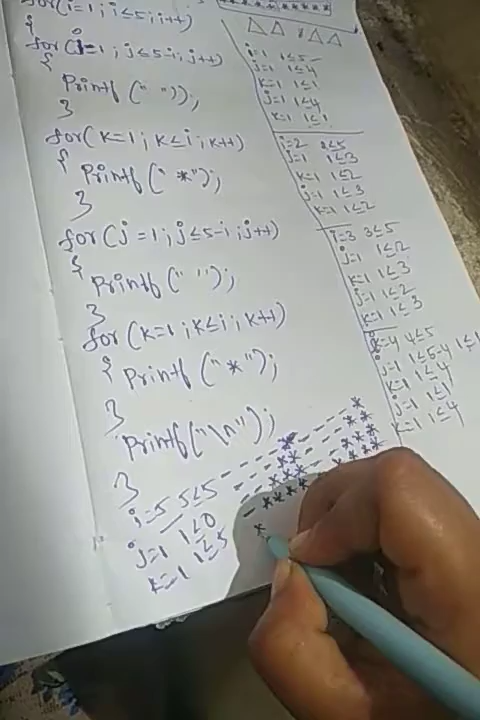 for(i=1; i≤5; i++)
{
for(j=1; j≤5-i; j++)
{
Printf(" ");
}
for(k=1; k≤i; k++)
{
Printf(" *");
}
for(j=1; j≤5-i; j++)
{
Printf(" ");
}
for(k=1; k≤i; k++)
{
Printf("*");
}
Printf("\n");
}
i=5 5≤5
j=1 1≤0
k=1 1≤5
i=1 1≤5
j=1 1≤4
k=1 1≤1
j=1 1≤4
k=1 1≤1
i=2 2≤5
j=1 1≤3
k=1 1≤2
j=1 1≤3
k=1 1≤2
i=3 3≤5
j=1 1≤2
k=1 1≤3
j=1 1≤2
k=1 1≤3
4≤5
j=1 1≤5-4 1≤1
k=1 1≤4
j=1 1≤1
k=1 1≤4